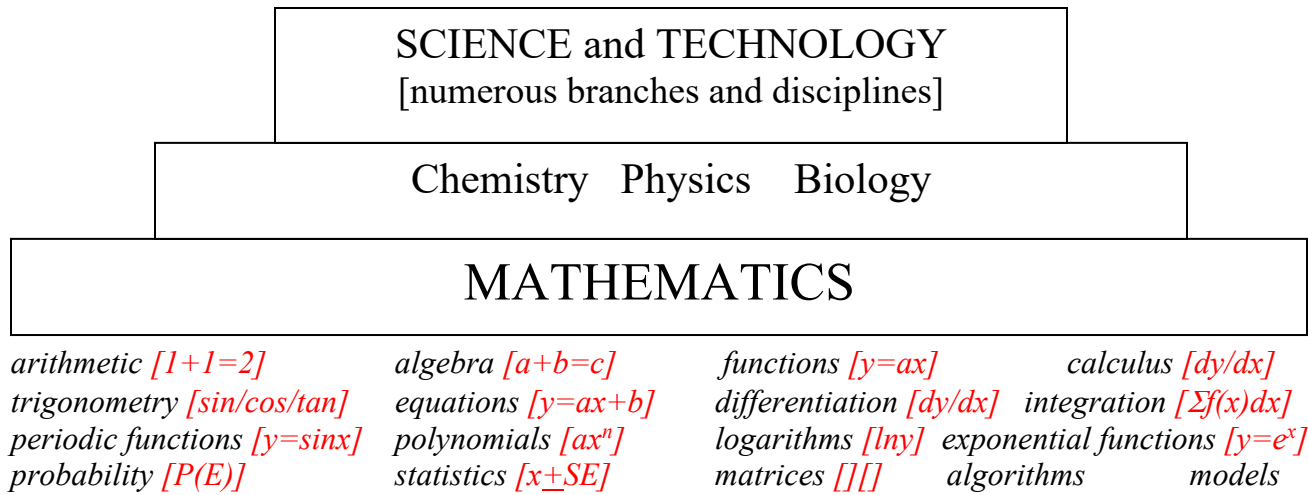 SCIENCE and TECHNOLOGY
[numerous branches and disciplines]
Chemistry Physics Biology
MATHEMATICS
arithmetic [1+1=2] algebra [a+b=c] functions [y=ax] calculus [dy/dx]
trigonometry [sin/cos/tan] equations [y=ax+b] differentiation [dy/dx] integration [Σf(x)dx]
periodic functions [y=sinx] polynomials [axⁿ] logarithms [lny] exponential functions [y=eˣ]
probability [P(E)] statistics [x±SE] matrices [][] algorithms models